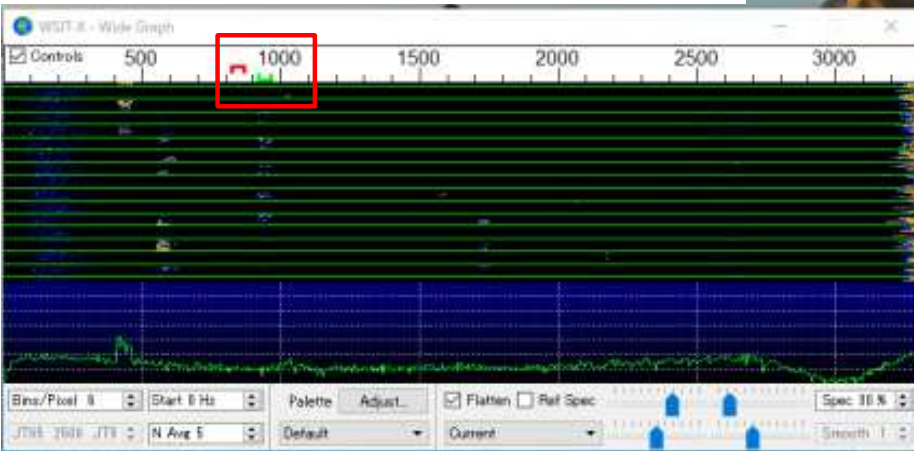 WSJT-X - Wide Graph
Controls 500 1000 1500 2000 2500 3000
Bins/Pixel Start 0 Hz Palette Adjust... Flatten Ref Spec Spec 30 %
N Avg 5 Default Current Smooth 1